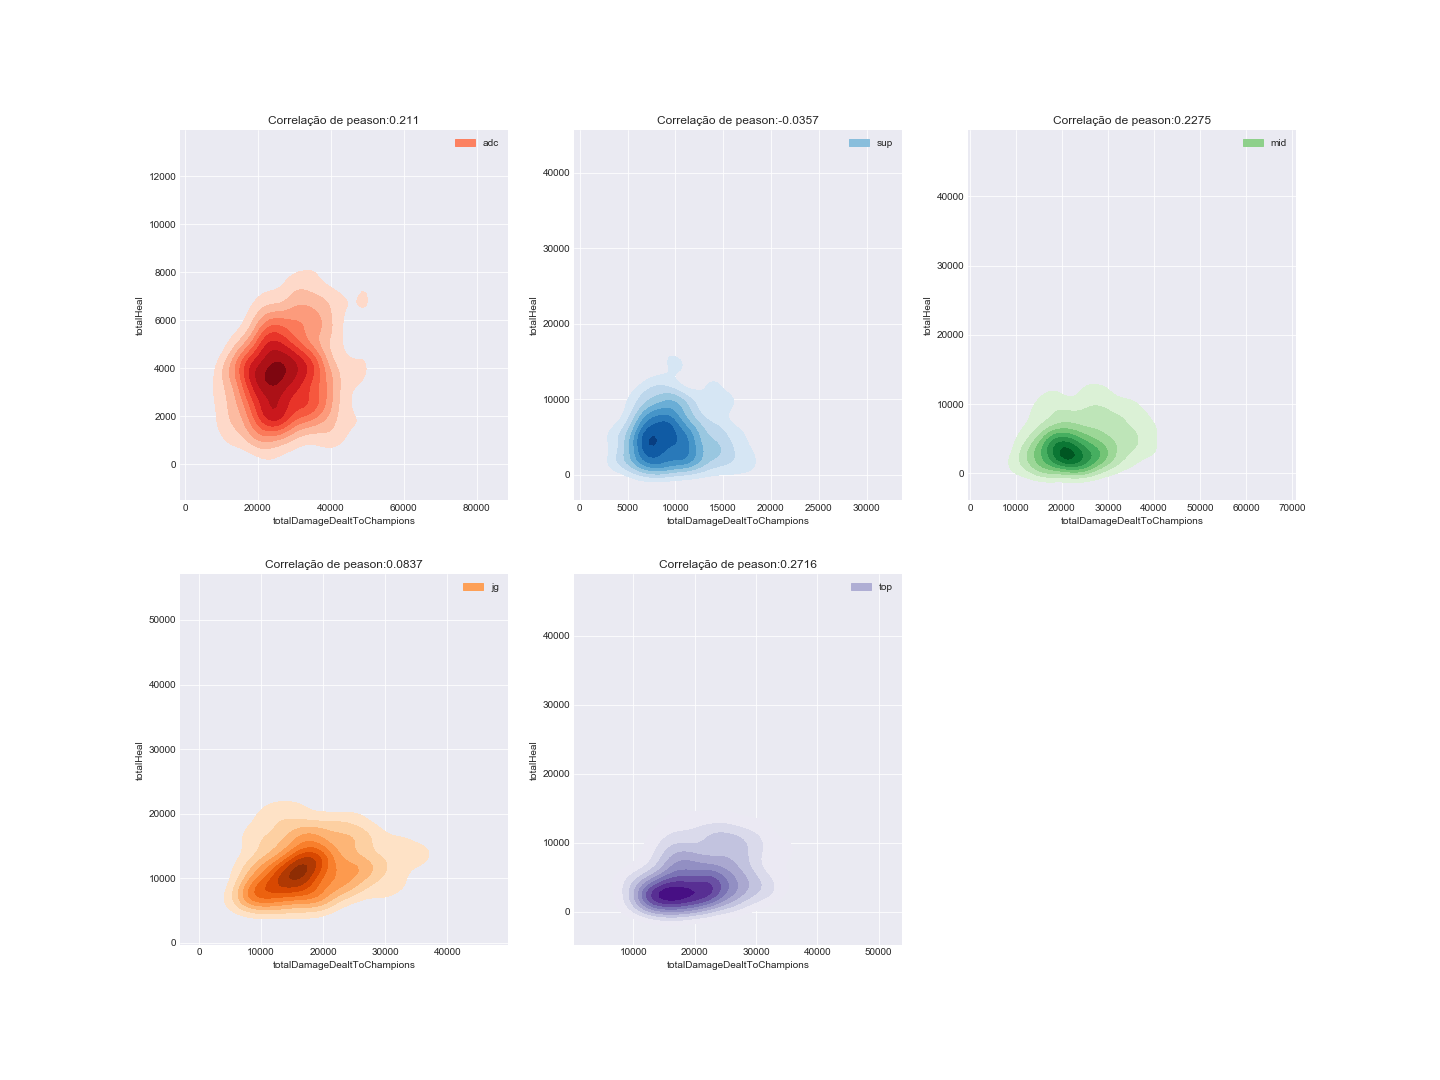 Correlação de peason:0.211
adc
12000
10000
8000
6000
4000
2000
0
totalHeal
0 20000 40000 60000 80000
totalDamageDealtToChampions
Correlação de peason:-0.0357
sup
40000
30000
20000
10000
0
totalHeal
0 5000 10000 15000 20000 25000 30000
totalDamageDealtToChampions
Correlação de peason:0.2275
mid
40000
30000
20000
10000
0
totalHeal
0 10000 20000 30000 40000 50000 60000 70000
totalDamageDealtToChampions
Correlação de peason:0.0837
jg
50000
40000
30000
20000
10000
0
totalHeal
0 10000 20000 30000 40000
totalDamageDealtToChampions
Correlação de peason:0.2716
top
40000
30000
20000
10000
0
totalHeal
10000 20000 30000 40000 50000
totalDamageDealtToChampions